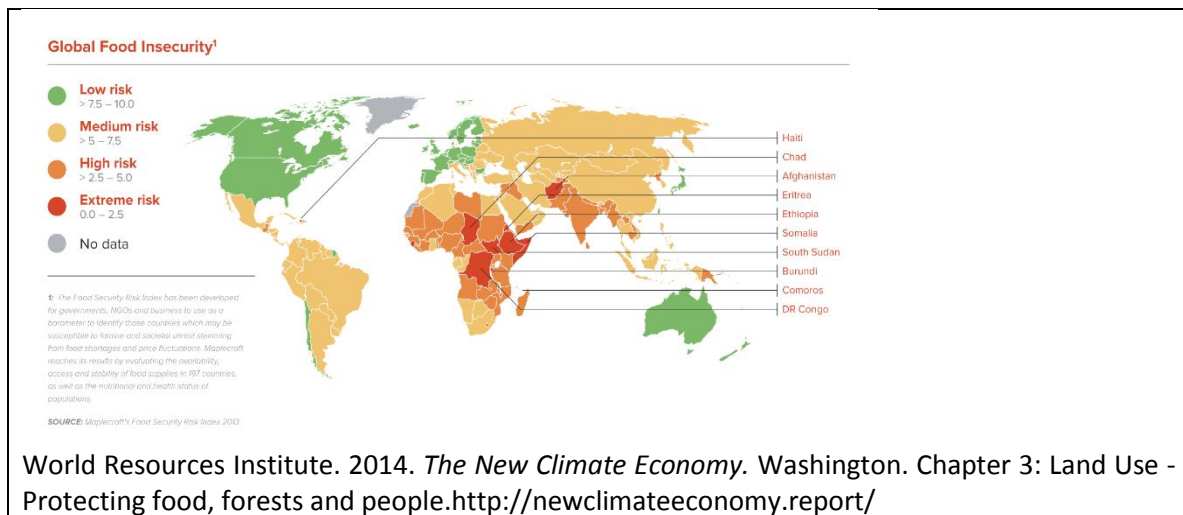 Global Food Insecurity¹
Low risk
> 7.5 – 10.0
Medium risk
> 5 – 7.5
High risk
> 2.5 – 5.0
Extreme risk
0.0 – 2.5
No data
Haiti
Chad
Afghanistan
Eritrea
Ethiopia
Somalia
South Sudan
Burundi
Comoros
DR Congo
1: The Food Security Risk Index has been developed
for governments, NGOs and business to use as a
barometer to identify those countries which may be
susceptible to famine and societal unrest stemming
from food shortages and price fluctuations. Maplecroft
reaches its results by evaluating the availability,
access and stability of food supplies in 197 countries,
as well as the nutritional and health status of
populations.
SOURCE: Maplecroft's Food Security Risk Index 2013
World Resources Institute. 2014. The New Climate Economy. Washington. Chapter 3: Land Use -
Protecting food, forests and people.http://newclimateeconomy.report/